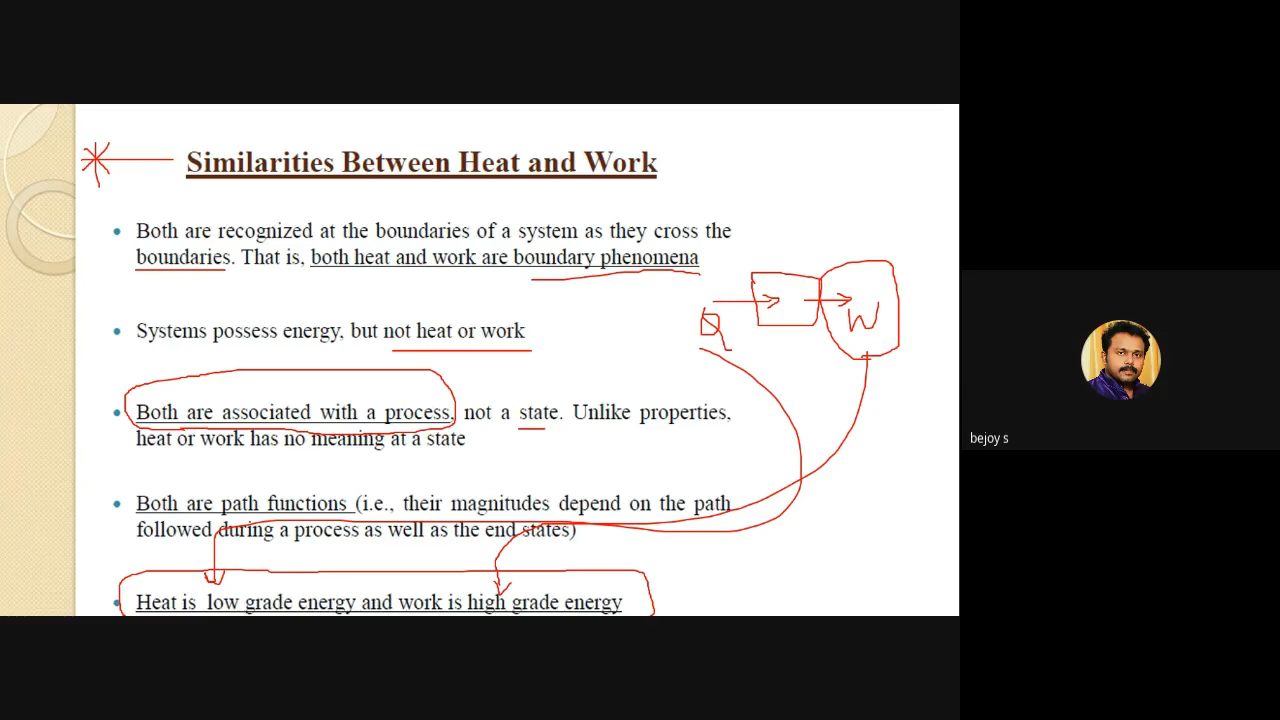 Similarities Between Heat and Work
• Both are recognized at the boundaries of a system as they cross the
boundaries. That is, both heat and work are boundary phenomena
• Systems possess energy, but not heat or work
Q
W
• Both are associated with a process, not a state. Unlike properties,
heat or work has no meaning at a state
• Both are path functions (i.e., their magnitudes depend on the path
followed during a process as well as the end states)
• Heat is low grade energy and work is high grade energy
bejoy s